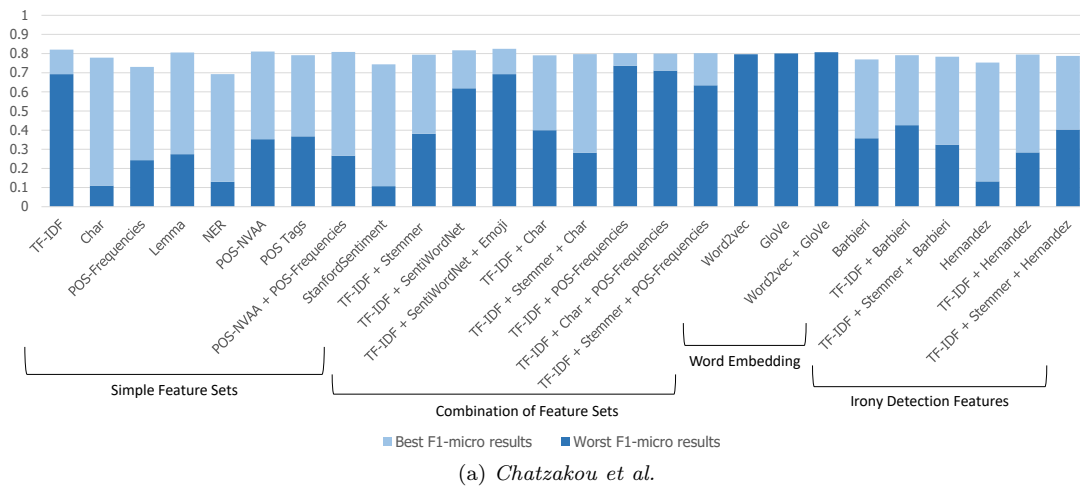 1
0.9
0.8
0.7
0.6
0.5
0.4
0.3
0.2
0.1
0
TF-IDF
Char
POS-Frequencies
Lemma
NER
POS-NVAA
POS Tags
POS-NVAA + POS-Frequencies
StanfordSentiment
TF-IDF + Stemmer
TF-IDF + SentiWordNet
TF-IDF + SentiWordNet + Emoji
TF-IDF + Char
TF-IDF + Stemmer + Char
TF-IDF + POS-Frequencies
TF-IDF + Char + POS-Frequencies
TF-IDF + Stemmer + POS-Frequencies
Word2vec
GloVe
Word2vec + GloVe
Barbieri
TF-IDF + Barbieri
TF-IDF + Stemmer + Barbieri
Hernandez
TF-IDF + Hernandez
TF-IDF + Stemmer + Hernandez
Simple Feature Sets
Combination of Feature Sets
Word Embedding
Irony Detection Features
Best F1-micro results
Worst F1-micro results
(a) Chatzakou et al.